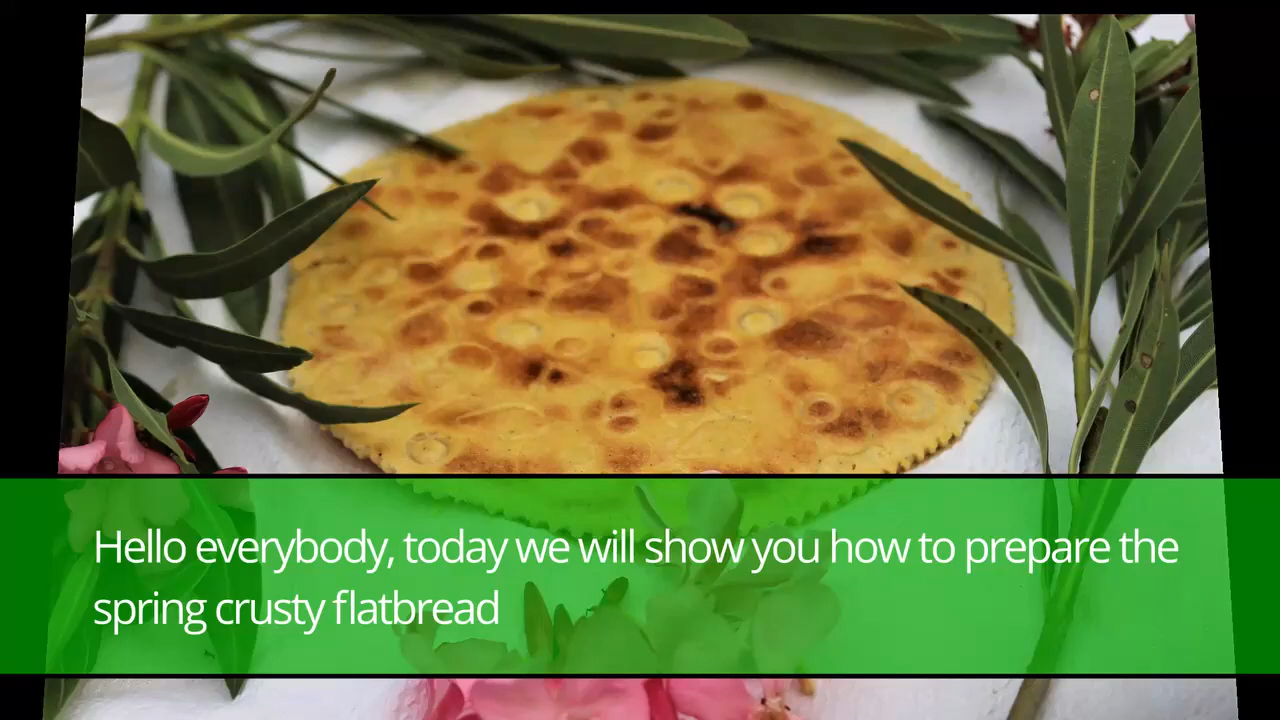 Hello everybody, today we will show you how to prepare the
spring crusty flatbread